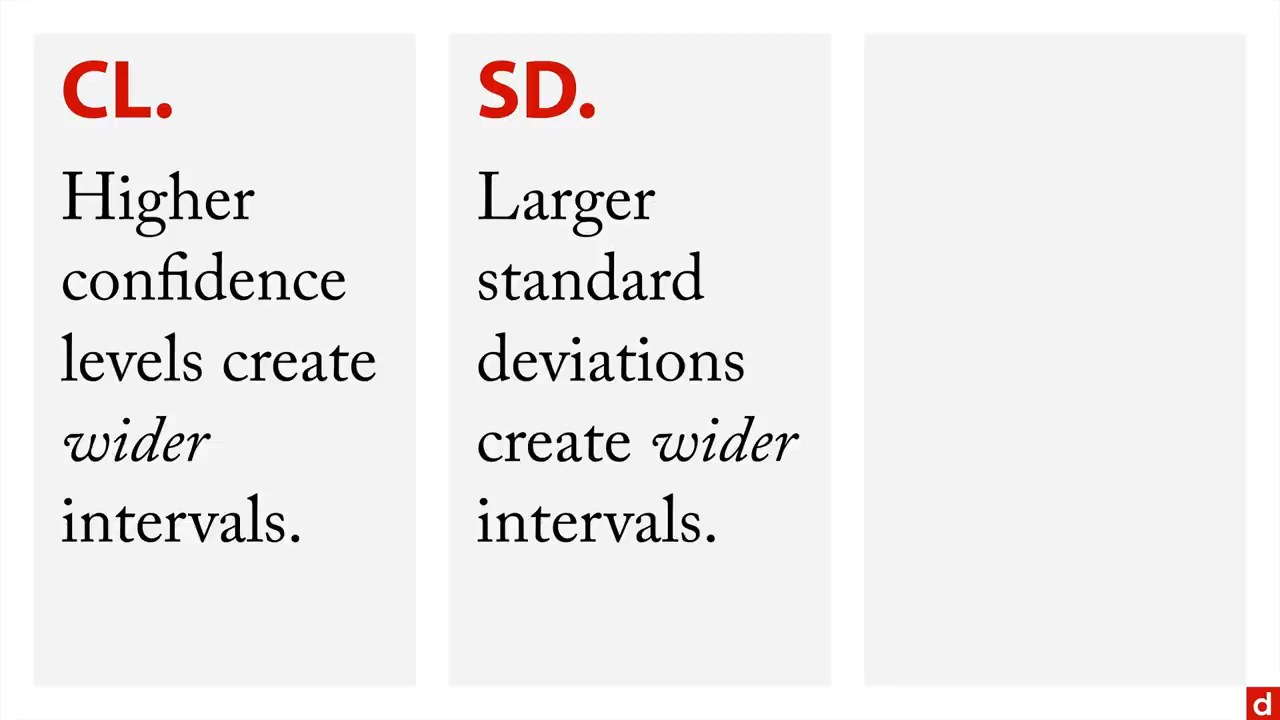 CL.
Higher
confidence
levels create
wider
intervals.
SD.
Larger
standard
deviations
create wider
intervals.
d